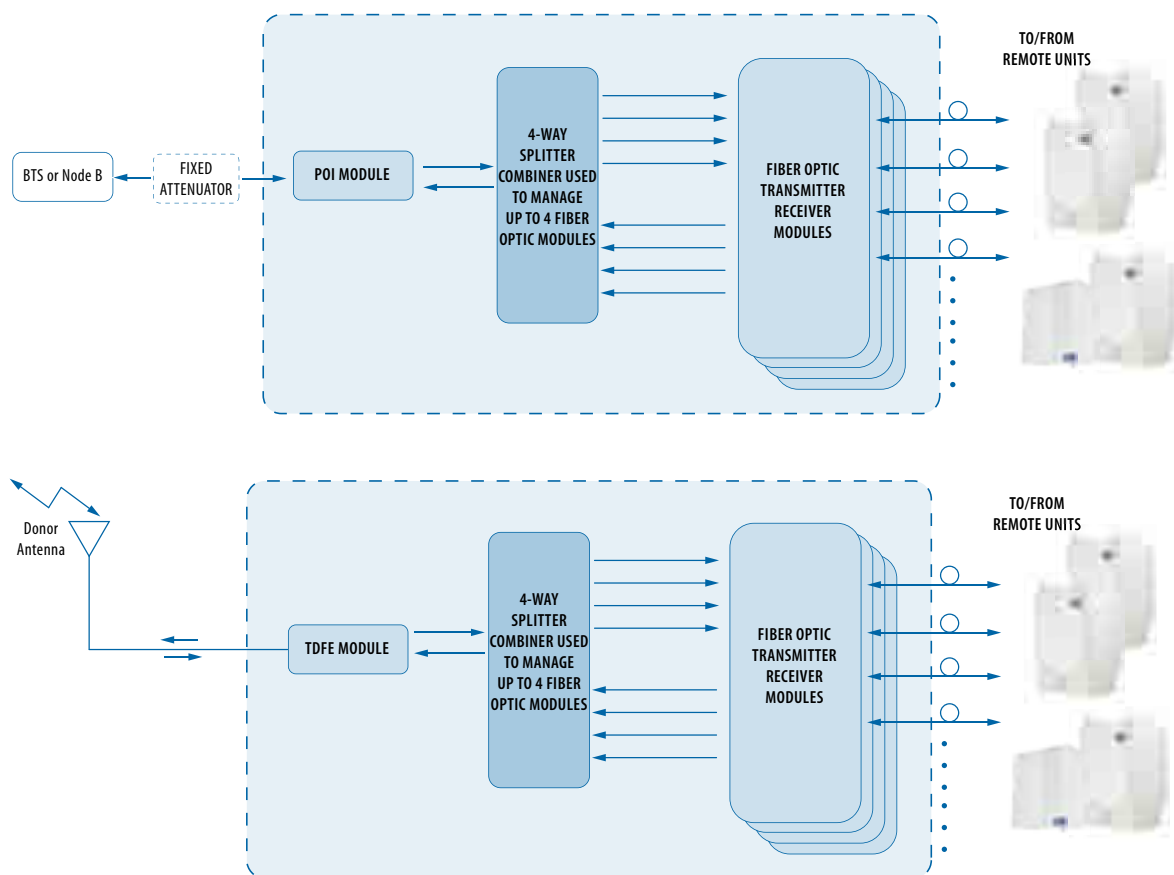 TO/FROM
REMOTE UNITS
BTS or Node B
FIXED
ATTENUATOR
POI MODULE
4-WAY
SPLITTER
COMBINER USED
TO MANAGE
UP TO 4 FIBER
OPTIC MODULES
FIBER OPTIC
TRANSMITTER
RECEIVER
MODULES
Donor
Antenna
TDFE MODULE
4-WAY
SPLITTER
COMBINER USED
TO MANAGE
UP TO 4 FIBER
OPTIC MODULES
FIBER OPTIC
TRANSMITTER
RECEIVER
MODULES
TO/FROM
REMOTE UNITS